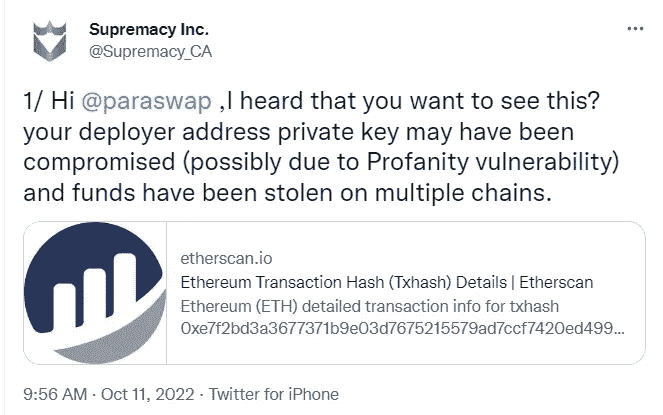 Supremacy Inc.
@Supremacy_CA
1/ Hi @paraswap ,I heard that you want to see this?
your deployer address private key may have been
compromised (possibly due to Profanity vulnerability)
and funds have been stolen on multiple chains.
etherscan.io
Ethereum Transaction Hash (Txhash) Details | Etherscan
Ethereum (ETH) detailed transaction info for txhash
0xe7f2bd3a3677371b9e03d7675215579ad7ccf7420ed499...
9:56 AM · Oct 11, 2022 · Twitter for iPhone